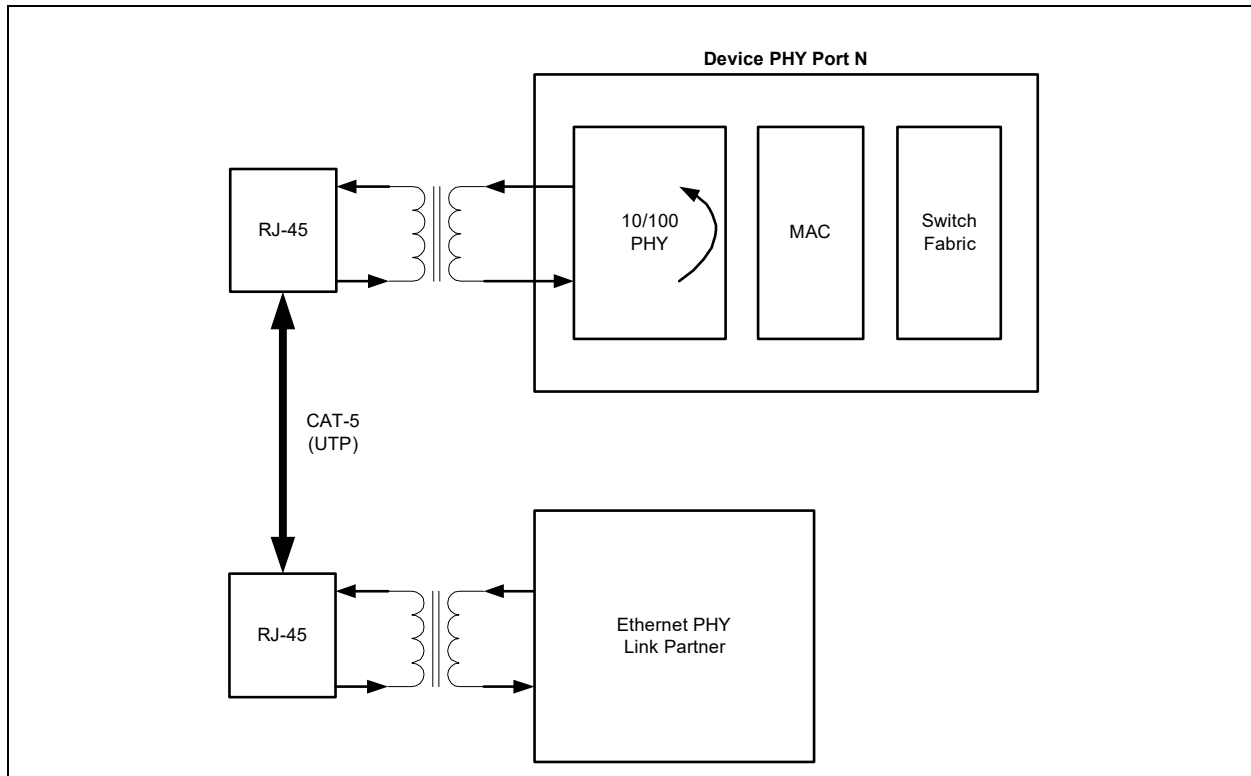 Device PHY Port N
RJ-45
10/100
PHY
MAC
Switch
Fabric
CAT-5
(UTP)
RJ-45
Ethernet PHY
Link Partner